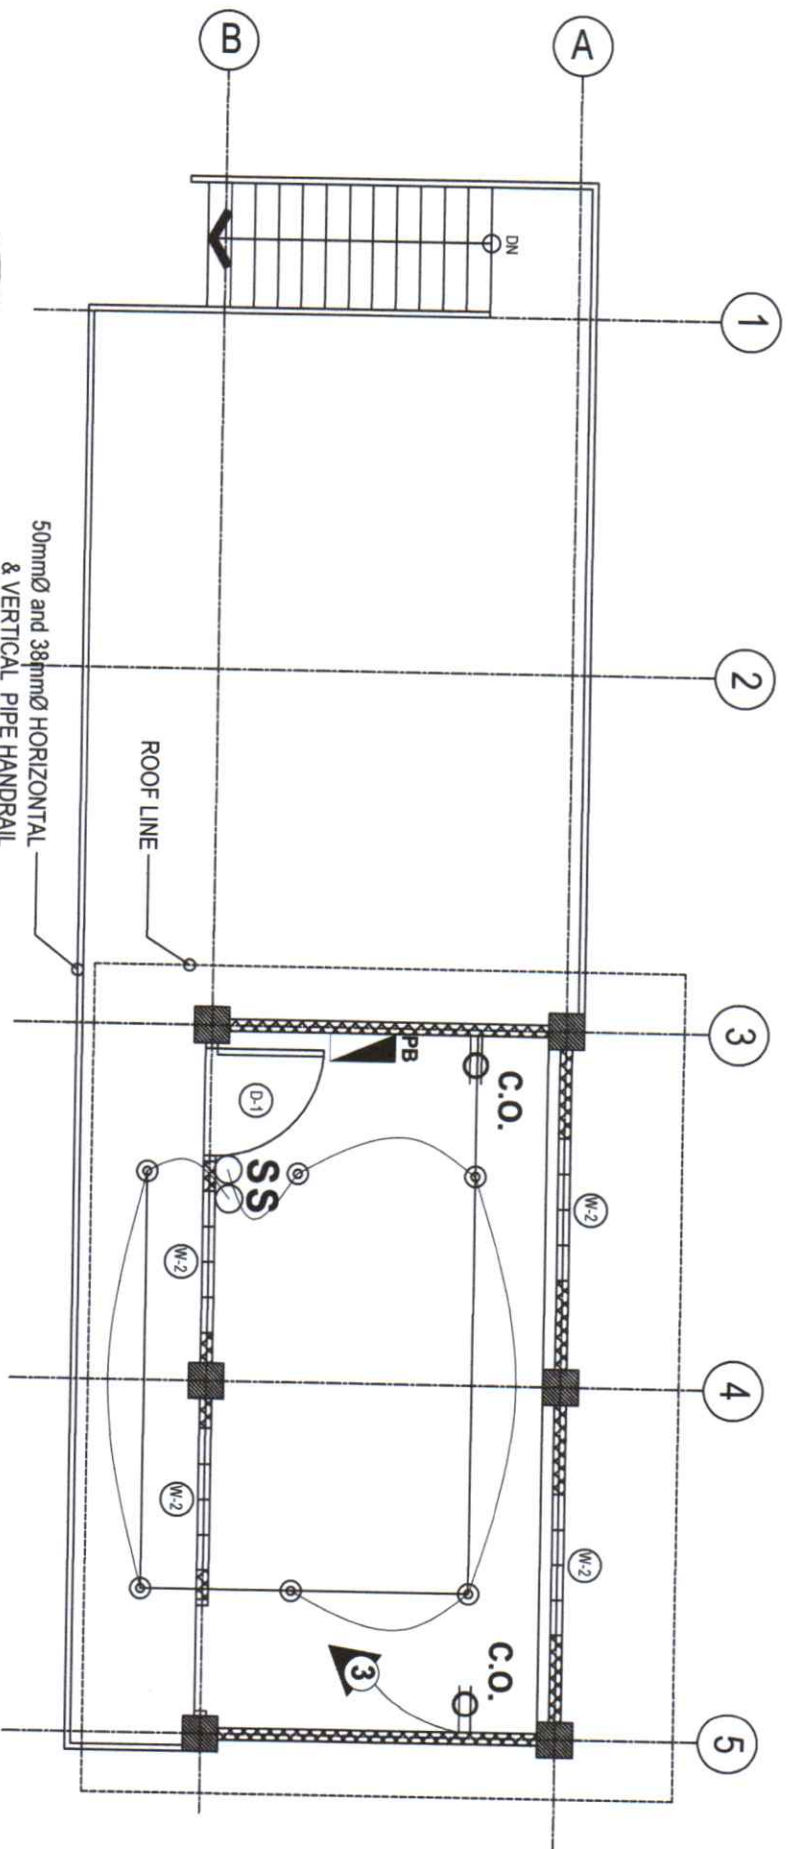 B
A
DN
1
2
50mmØ and 38mmØ HORIZONTAL
& VERTICAL PIPE HANDRAIL
ROOF LINE
3
PB
C.O.
D-1
S S
W-2
W-2
4
W-2
W-2
C.O.
3
5